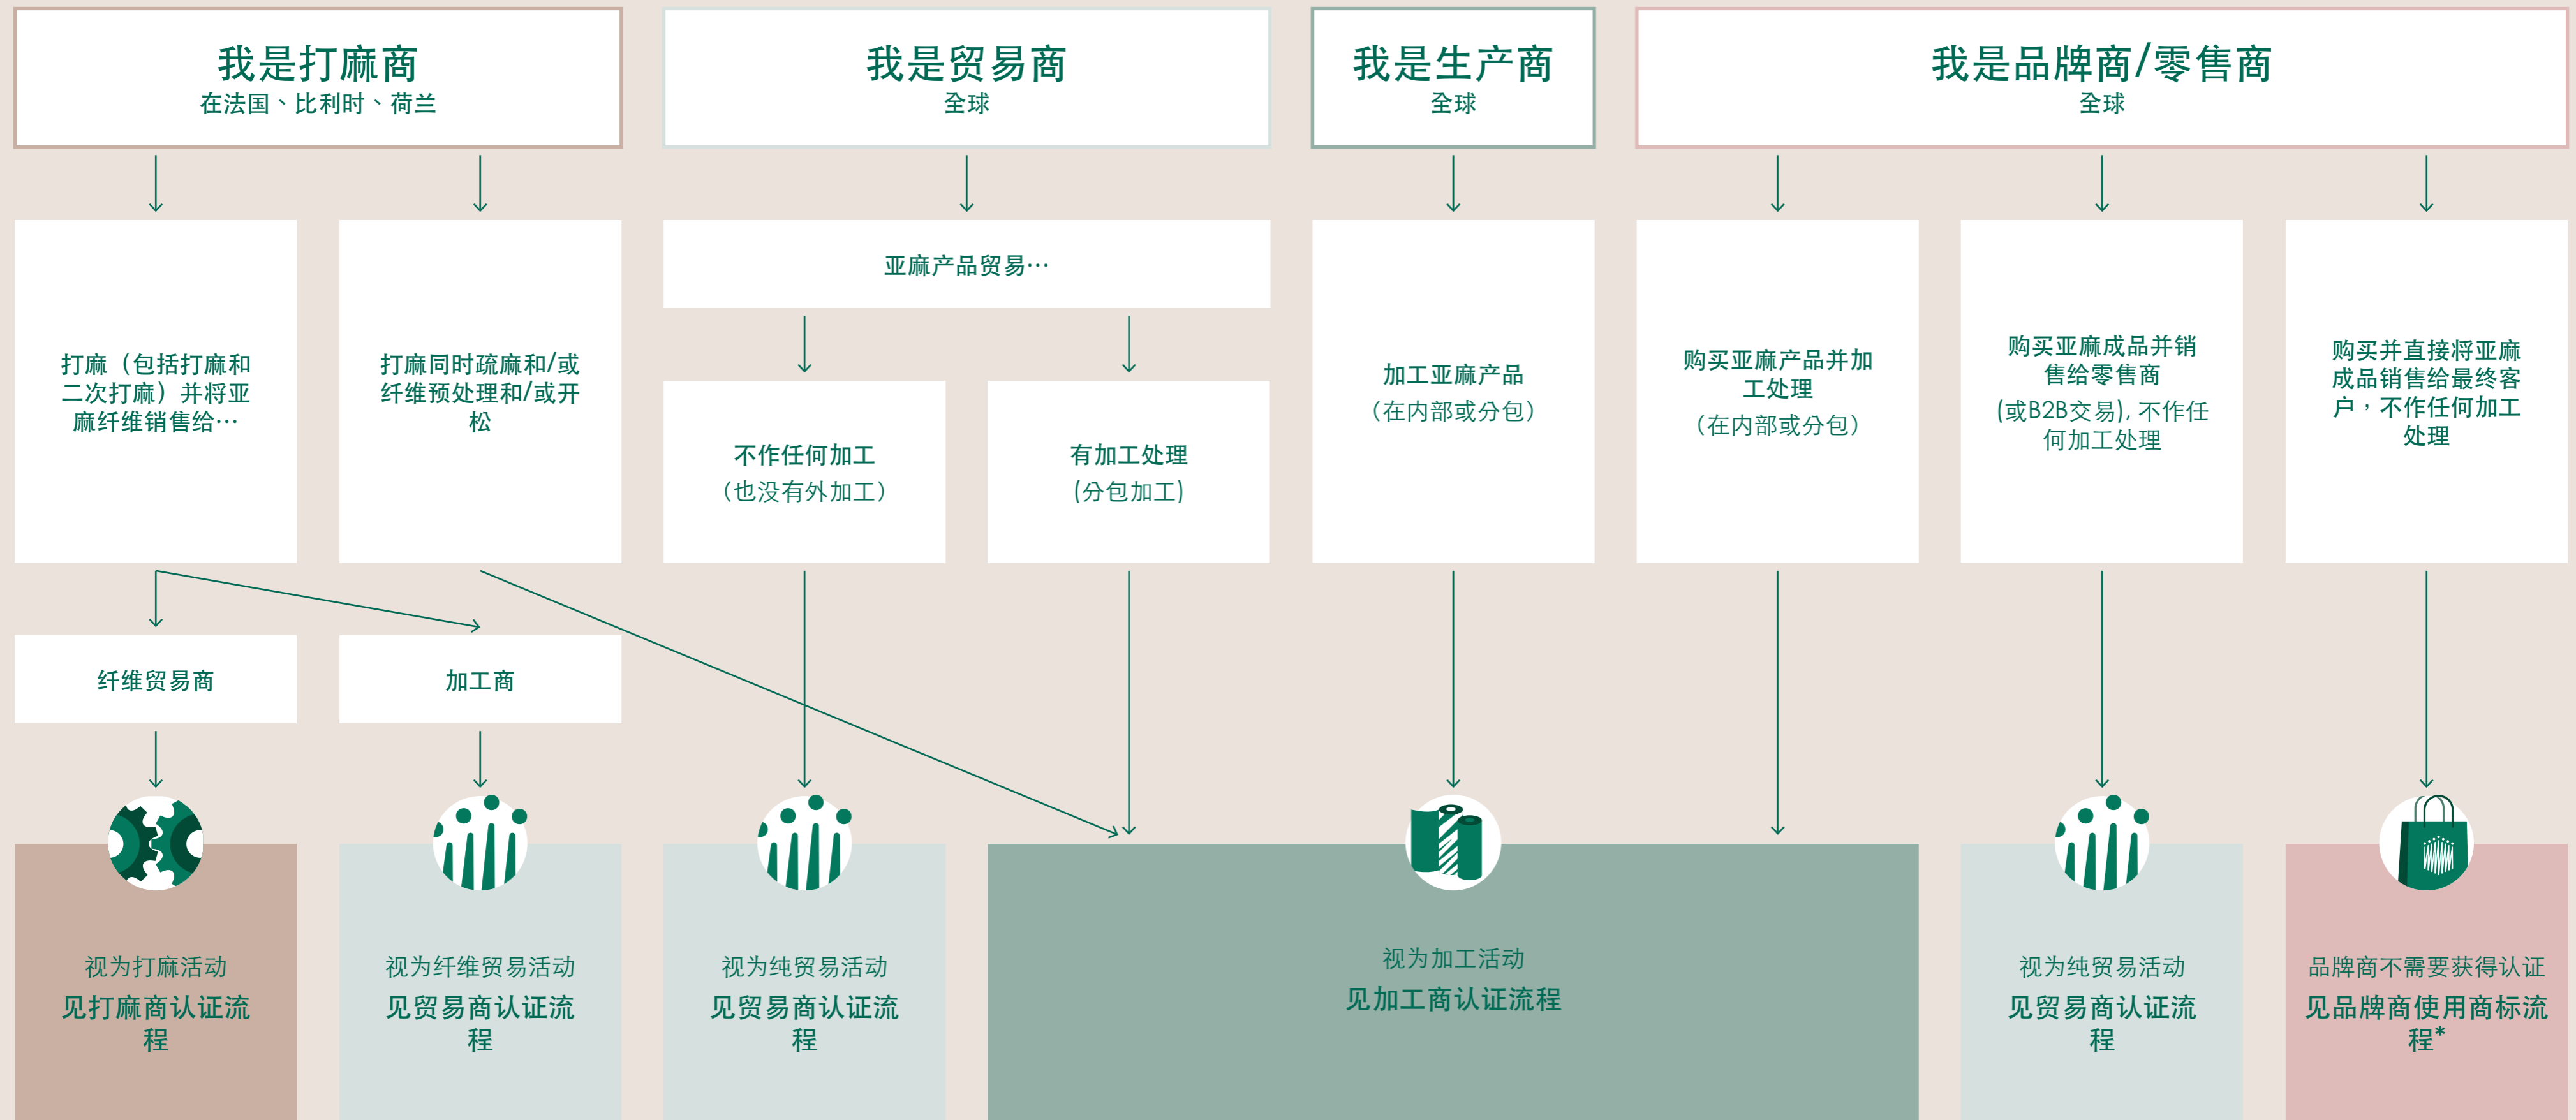 我是打麻商
在法国、比利时、荷兰
我是贸易商
全球
我是生产商
全球
我是品牌商/零售商
全球
打麻（包括打麻和
二次打麻）并将亚
麻纤维销售给…
打麻同时疏麻和/或
纤维预处理和/或开
松
亚麻产品贸易…
不作任何加工
（也没有外加工）
有加工处理
(分包加工)
加工亚麻产品
（在内部或分包）
购买亚麻产品并加
工处理
（在内部或分包）
购买亚麻成品并销
售给零售商
(或B2B交易), 不作任
何加工处理
购买并直接将亚麻
成品销售给最终客
户，不作任何加工
处理
纤维贸易商
加工商
视为打麻活动
见打麻商认证流
程
视为纤维贸易活动
见贸易商认证流
程
视为纯贸易活动
见贸易商认证流
程
视为加工活动
见加工商认证流程
视为纯贸易活动
见贸易商认证流
程
品牌商不需要获得认证
见品牌商使用商标流
程*